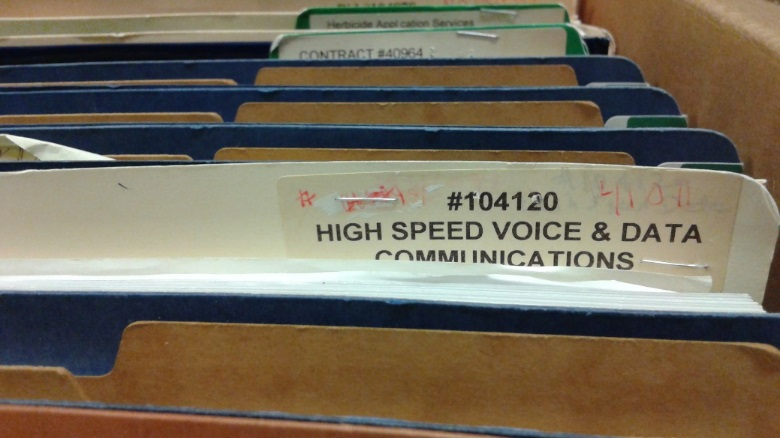 Herbicide Application Services
CONTRACT #40964
#
#104120
HIGH SPEED VOICE & DATA
COMMUNICATIONS